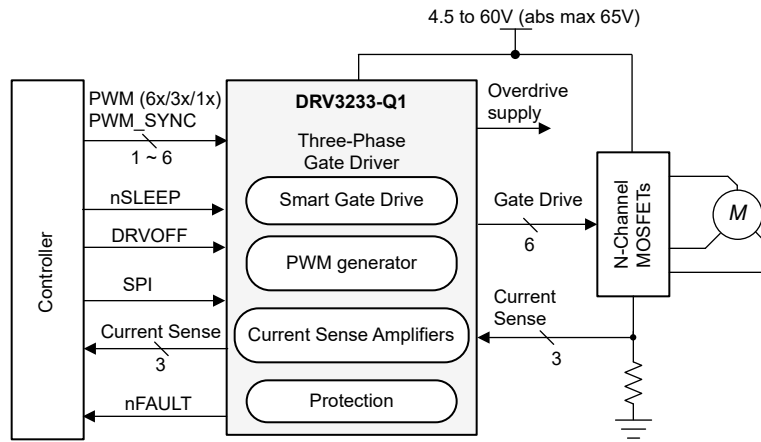 4.5 to 60V (abs max 65V)
PWM (6x/3x/1x)
PWM_SYNC
1 ~ 6
nSLEEP
DRVOFF
SPI
Current Sense
3
nFAULT
Controller
DRV3233-Q1
Three-Phase
Gate Driver
Smart Gate Drive
PWM generator
Current Sense Amplifiers
Protection
Overdrive
supply
Gate Drive
6
Current
Sense
3
N-Channel
MOSFETs
M